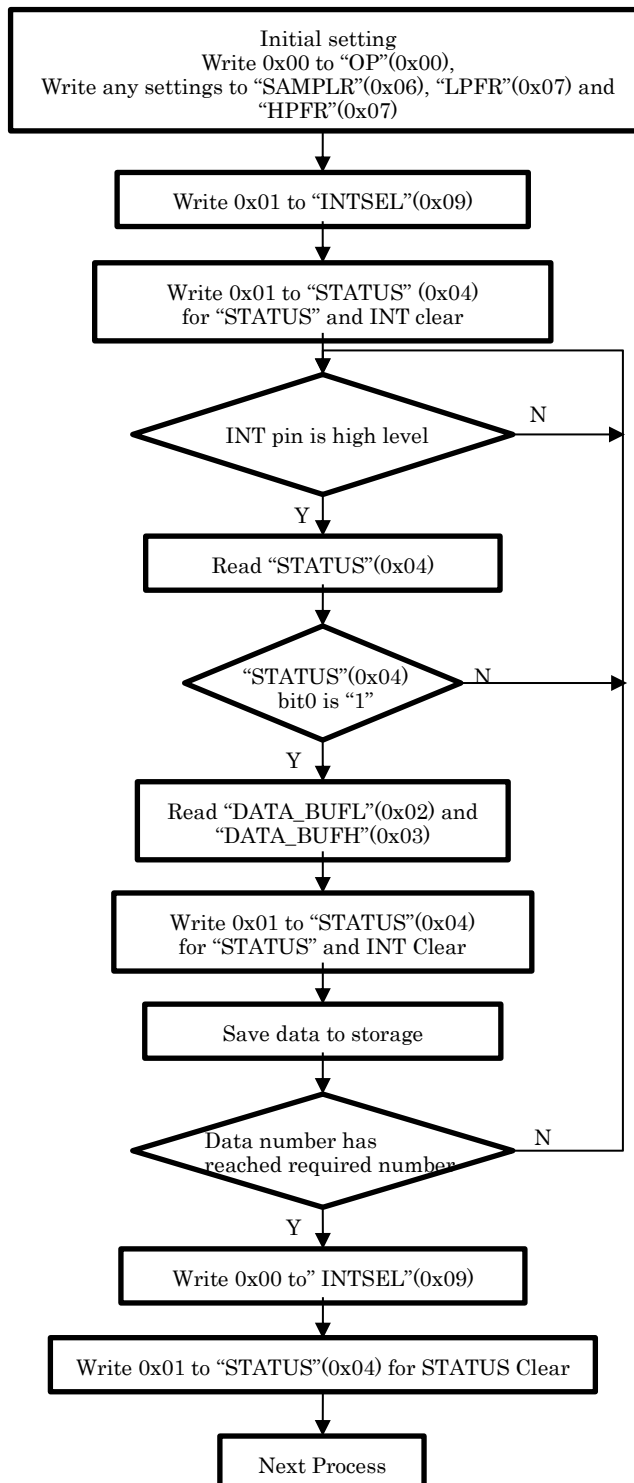 Initial setting
Write 0x00 to “OP”(0x00),
Write any settings to “SAMPLR”(0x06), “LPFR”(0x07) and
“HPFR”(0x07)
Write 0x01 to “INTSEL”(0x09)
Write 0x01 to “STATUS” (0x04)
for “STATUS” and INT clear
INT pin is high level
N
Y
Read “STATUS”(0x04)
“STATUS”(0x04)
bit0 is “1”
N
Y
Read “DATA_BUFL”(0x02) and
“DATA_BUFH”(0x03)
Write 0x01 to “STATUS”(0x04)
for “STATUS” and INT Clear
Save data to storage
Data number has
reached required number
N
Y
Write 0x00 to” INTSEL”(0x09)
Write 0x01 to “STATUS”(0x04) for STATUS Clear
Next Process